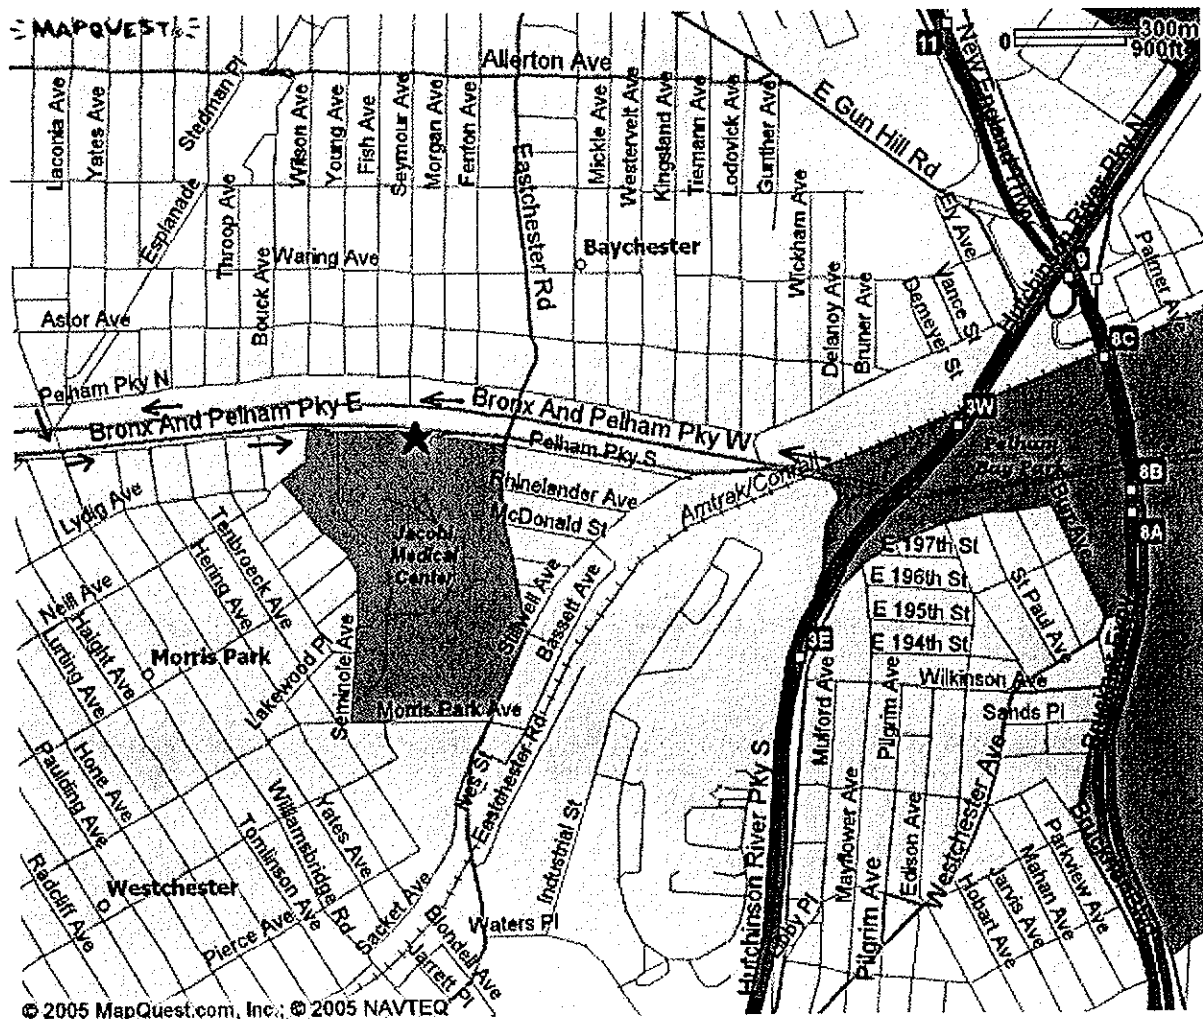 MAPQUEST
300m
0
900ft
11
New England Thwy
Allerton Ave
E Gun Hill Rd
Hutchinson River Pky N
Laconia Ave
Yates Ave
Stedman Pl
Wilson Ave
Young Ave
Fish Ave
Seymour Ave
Morgan Ave
Fenton Ave
Eastchester Rd
Mickle Ave
Westervelt Ave
Kingsland Ave
Tiemann Ave
Lodovick Ave
Gunther Ave
Esplanade
Throop Ave
Bouck Ave
Waring Ave
Baychester
Wickham Ave
Ely Ave
Vance St
Demeyer St
Palmer Ave
9
Astor Ave
Delanoy Ave
Bruner Ave
8C
Pelham Pky N
Bronx And Pelham Pky E
Bronx And Pelham Pky W
3W
Pelham Pky S
Pelham
Bay Park
8B
Amtrak/Conrail
Rhinelander Ave
McDonald St
Burr Ave
8A
Lydig Ave
Tenbroeck Ave
Hering Ave
Jacobi
Medical
Center
E 197th St
E 196th St
E 195th St
E 194th St
St Paul Ave
Neill Ave
Haight Ave
Lurting Ave
Morris Park
Lakewood Pl
Seminole Ave
Stillwell Ave
Bassett Ave
Wilkinson Ave
Sands Pl
Morris Park Ave
Mulford Ave
Pilgrim Ave
Hone Ave
Paulding Ave
Williamsbridge Rd
Yates Ave
Tomlinson Ave
Eastchester Rd
Industrial St
Hutchinson River Pky S
Mayflower Ave
Edison Ave
Westchester Ave
Radcliff Ave
Westchester
Pierce Ave
Sacket Ave
Blondell Ave
Jarrett Pl
Waters Pl
Pilgrim Ave
Hobart Ave
Jarvis Ave
Mahan Ave
Parkview Ave
Bruckner Blvd
© 2005 MapQuest.com, Inc.; © 2005 NAVTEQ